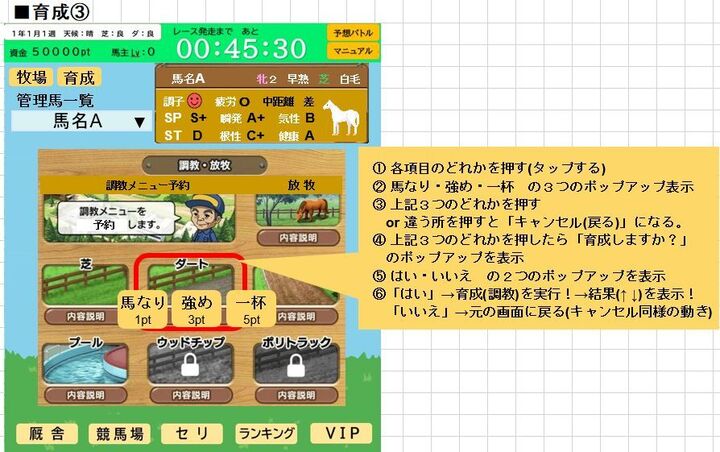 ■育成③
1年1月1週 天候：晴 芝：良 ダ：良
レース発走まで あと
予想バトル
資金 50000pt 馬主Lv：0
00:45:30
マニュアル
牧場 育成
馬名A 牝2 早熟 芝 白毛
管理馬一覧
調子 疲労 O 中距離 差
馬名A ▼
SP S+ 瞬発 A+ 気性 B
ST D 根性 C+ 健康 A
調教・放牧
調教メニュー予約 放牧
調教メニューを
予約 します。
内容説明
芝 ダート
馬なり 強め 一杯
1pt 3pt 5pt
内容説明 内容説明 内容説明
プール ウッドチップ ポリトラック
内容説明 内容説明 内容説明
厩舎 競馬場 セリ ランキング VIP
① 各項目のどれかを押す(タップする)
② 馬なり・強め・一杯 の３つのポップアップ表示
③ 上記３つのどれかを押す
or 違う所を押すと「キャンセル(戻る)」になる。
④ 上記３つのどれかを押したら「育成しますか？」
のポップアップを表示
⑤ はい・いいえ の２つのポップアップを表示
⑥ 「はい」→育成(調教)を実行！→結果(↑↓)を表示！
「いいえ」→元の画面に戻る(キャンセル同様の動き)